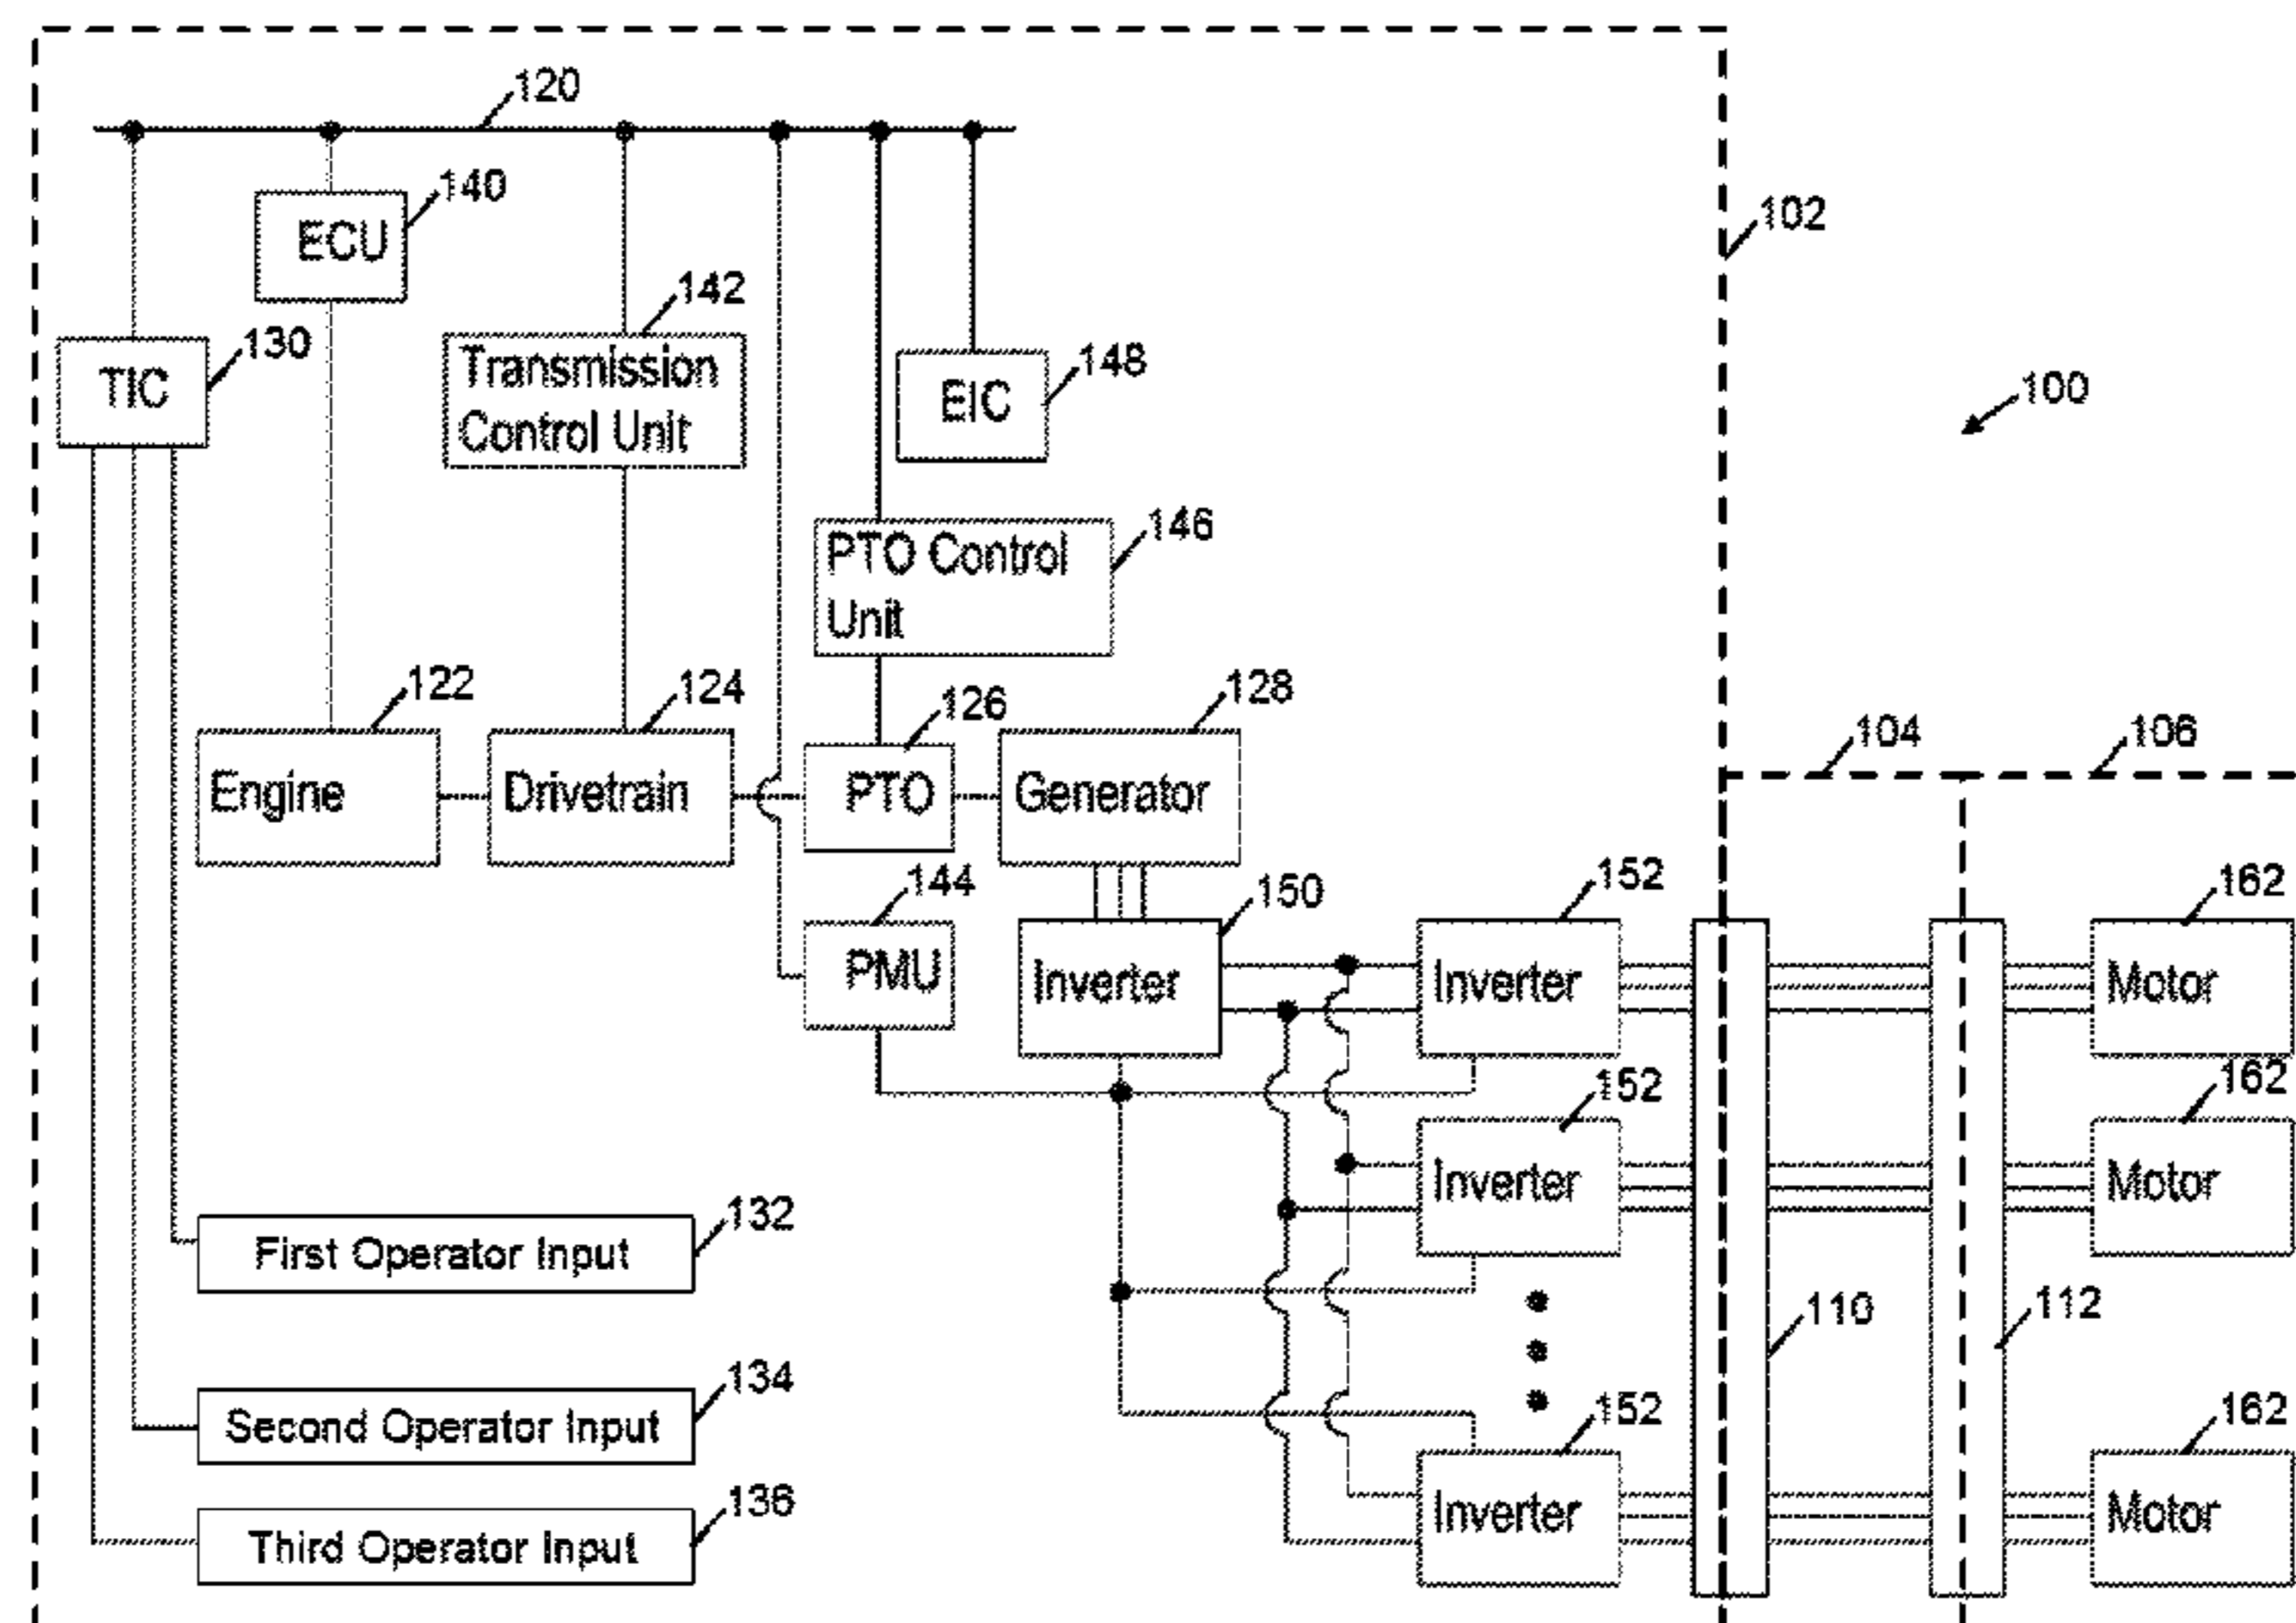 120
140
ECU
102
142
130
TIC
Transmission
Control Unit
148
EIC
100
146
PTO Control
Unit
122
124
126
128
104
106
Engine
Drivetrain
PTO
Generator
144
150
152
162
PMU
Inverter
Inverter
Motor
152
162
Inverter
Motor
132
First Operator Input
110
112
134
Second Operator Input
152
162
136
Third Operator Input
Inverter
Motor